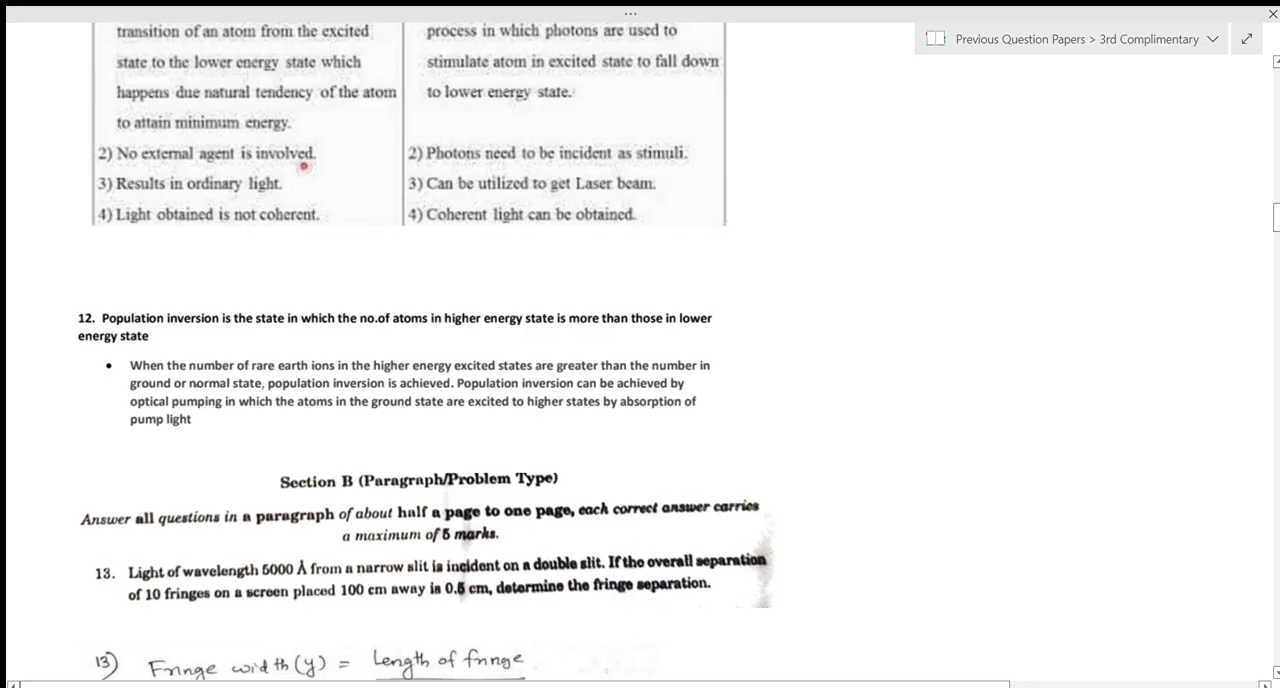 ...
Previous Question Papers > 3rd Complimentary
transition of an atom from the excited
state to the lower energy state which
happens due natural tendency of the atom
to attain minimum energy.
2) No external agent is involved.
3) Results in ordinary light.
4) Light obtained is not coherent.
process in which photons are used to
stimulate atom in excited state to fall down
to lower energy state.
2) Photons need to be incident as stimuli.
3) Can be utilized to get Laser beam.
4) Coherent light can be obtained.
12. Population inversion is the state in which the no.of atoms in higher energy state is more than those in lower
energy state
• When the number of rare earth ions in the higher energy excited states are greater than the number in
ground or normal state, population inversion is achieved. Population inversion can be achieved by
optical pumping in which the atoms in the ground state are excited to higher states by absorption of
pump light
Section B (Paragraph/Problem Type)
Answer all questions in a paragraph of about half a page to one page, each correct answer carries
a maximum of 5 marks.
13. Light of wavelength 6000 Å from a narrow slit is incident on a double slit. If the overall separation
of 10 fringes on a screen placed 100 cm away is 0.5 cm, determine the fringe separation.
13) Fringe width (y) = Length of fringe